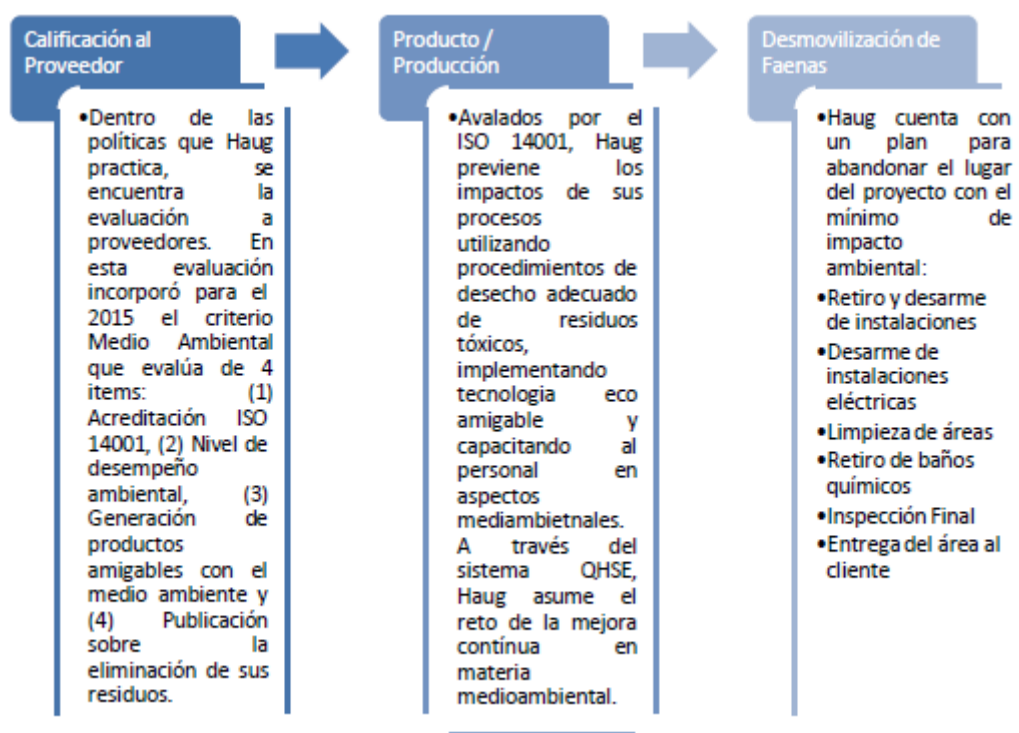 Calificación al
Proveedor
•Dentro de las
políticas que Haug
practica, se
encuentra la
evaluación a
proveedores. En
esta evaluación
incorporó para el
2015 el criterio
Medio Ambiental
que evalúa de 4
items: (1)
Acreditación ISO
14001, (2) Nivel de
desempeño
ambiental, (3)
Generación de
productos
amigables con el
medio ambiente y
(4) Publicación
sobre la
eliminación de sus
residuos.
Producto /
Producción
•Avalados por el
ISO 14001, Haug
previene los
impactos de sus
procesos
utilizando
procedimientos de
desecho adecuado
de residuos
tóxicos,
implementando
tecnologia eco
amigable y
capacitando al
personal en
aspectos
mediambietnales.
A través del
sistema QHSE,
Haug asume el
reto de la mejora
contínua en
materia
medioambiental.
Desmovilización de
Faenas
•Haug cuenta con
un plan para
abandonar el lugar
del proyecto con el
mínimo de
impacto
ambiental:
•Retiro y desarme
de instalaciones
•Desarme de
instalaciones
eléctricas
•Limpieza de áreas
•Retiro de baños
químicos
•Inspección Final
•Entrega del área al
cliente